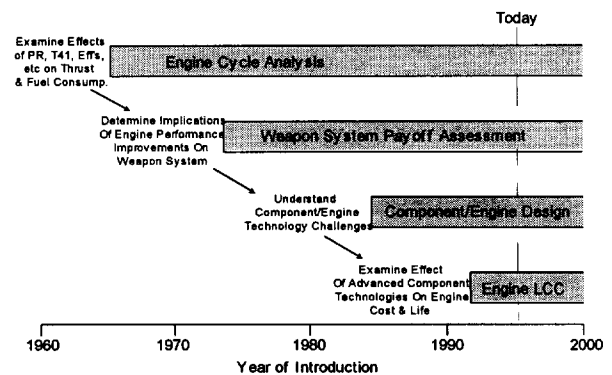 Today
Examine Effects
of PR, T41, Effs,
etc on Thrust
& Fuel Consump.
Engine Cycle Analysis
Determine Implications
Of Engine Performance
Improvements On
Weapon System
Weapon System Payoff Assessment
Understand
Component/Engine
Technology Challenges
Component/Engine Design
Examine Effect
Of Advanced Component
Technologies On Engine
Cost & Life
Engine LCC
1960 1970 1980 1990 2000
Year of Introduction